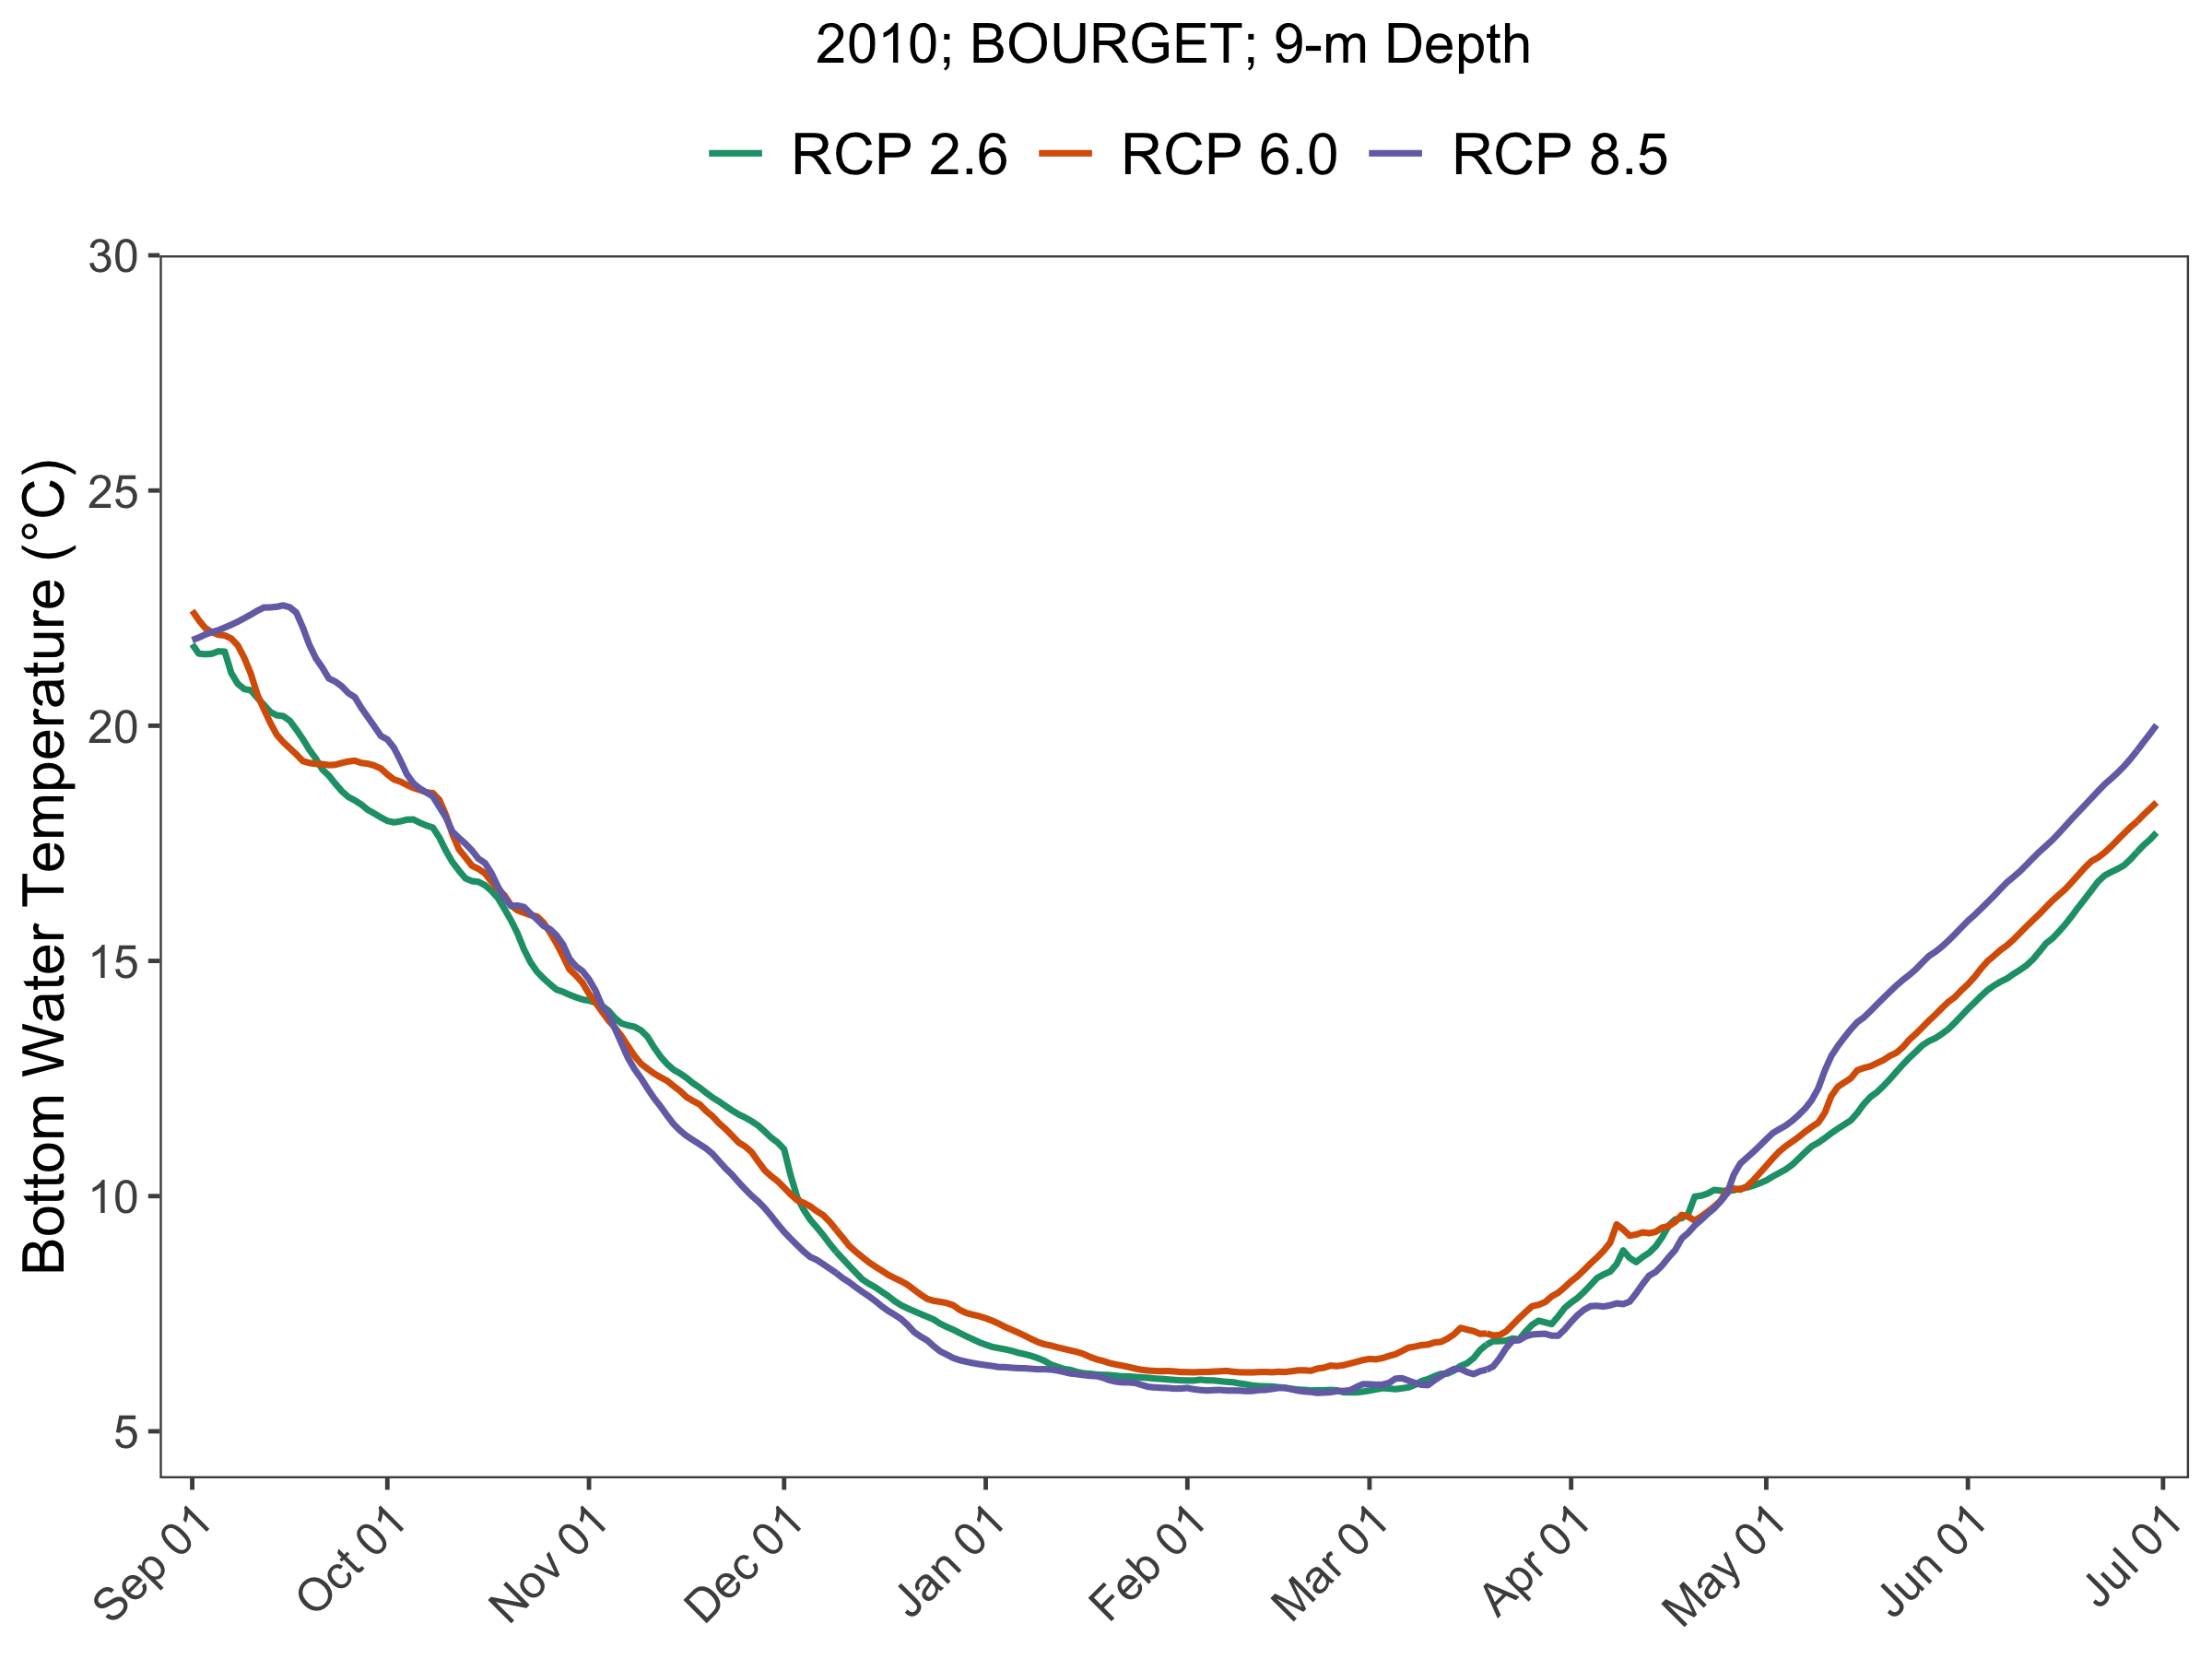 2010; BOURGET; 9-m Depth
RCP 2.6 RCP 6.0 RCP 8.5
Bottom Water Temperature (°C)
30
25
20
15
10
5
Sep 01 Oct 01 Nov 01 Dec 01 Jan 01 Feb 01 Mar 01 Apr 01 May 01 Jun 01 Jul 01